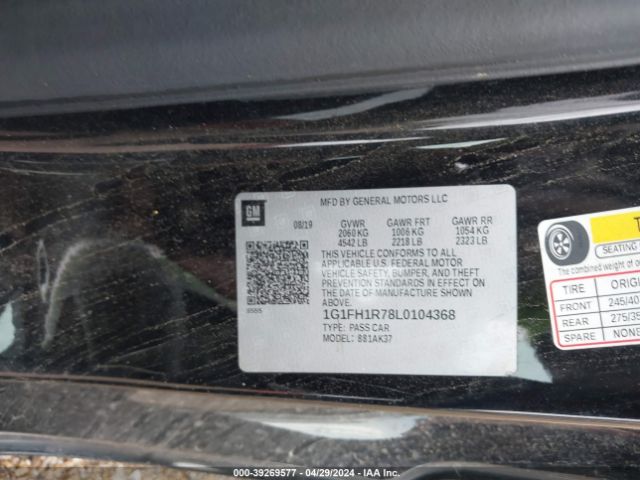 MFD BY GENERAL MOTORS LLC
GM
08/19 GVWR GAWR FRT GAWR RR
2060 KG 1006 KG 1054 KG
4542 LB 2218 LB 2323 LB
THIS VEHICLE CONFORMS TO ALL
APPLICABLE U.S. FEDERAL MOTOR
VEHICLE SAFETY, BUMPER, AND THEFT
PREVENTION STANDARDS IN EFFECT ON
THE DATE OF MANUFACTURE SHOWN
ABOVE.
1G1FH1R78L0104368
TYPE: PASS CAR
MODEL:
SEATING
The combined weight of
TIRE ORIGI
FRONT 245/40
REAR 275/35
SPARE NONE
000-39269577 - 04/29/2024 - IAA Inc.